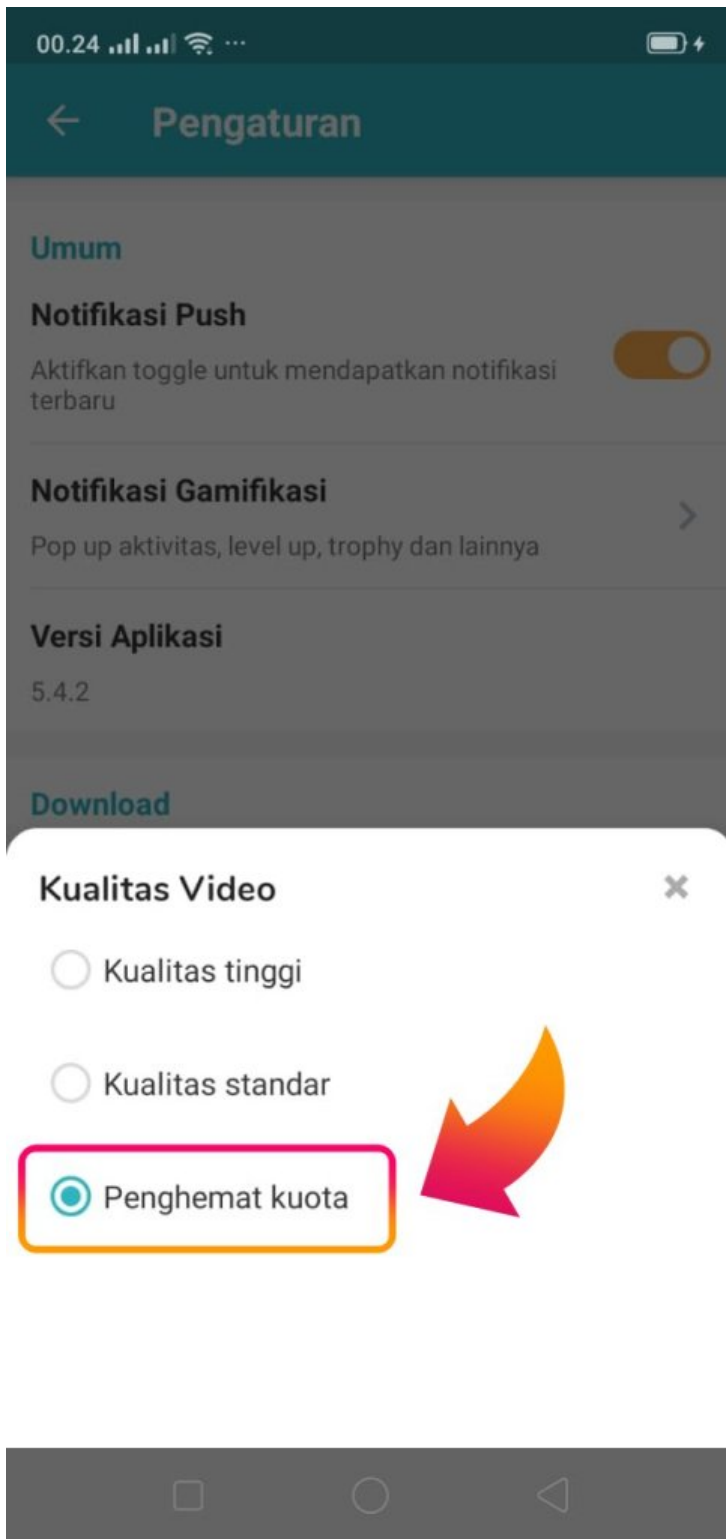 00.24
Pengaturan
Umum
Notifikasi Push
Aktifkan toggle untuk mendapatkan notifikasi
terbaru
Notifikasi Gamifikasi
Pop up aktivitas, level up, trophy dan lainnya
Versi Aplikasi
5.4.2
Download
Kualitas Video
Kualitas tinggi
Kualitas standar
Penghemat kuota